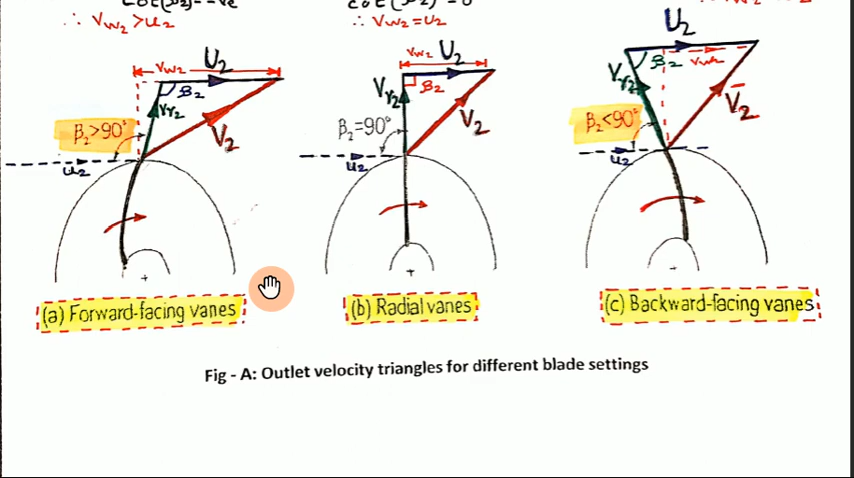 ∴ Vw₂ > u₂
∴ Vw₂ = u₂
Vw₂ U₂
β₂
Vr₂
β₂>90°
V₂
u₂
Vw₂ U₂
β₂
Vr₂
β₂=90°
V₂
u₂
U₂
β₂ Vw₂
Vr₂
β₂<90°
V₂
u₂
(a) Forward-facing vanes
(b) Radial vanes
(c) Backward-facing vanes
Fig - A: Outlet velocity triangles for different blade settings